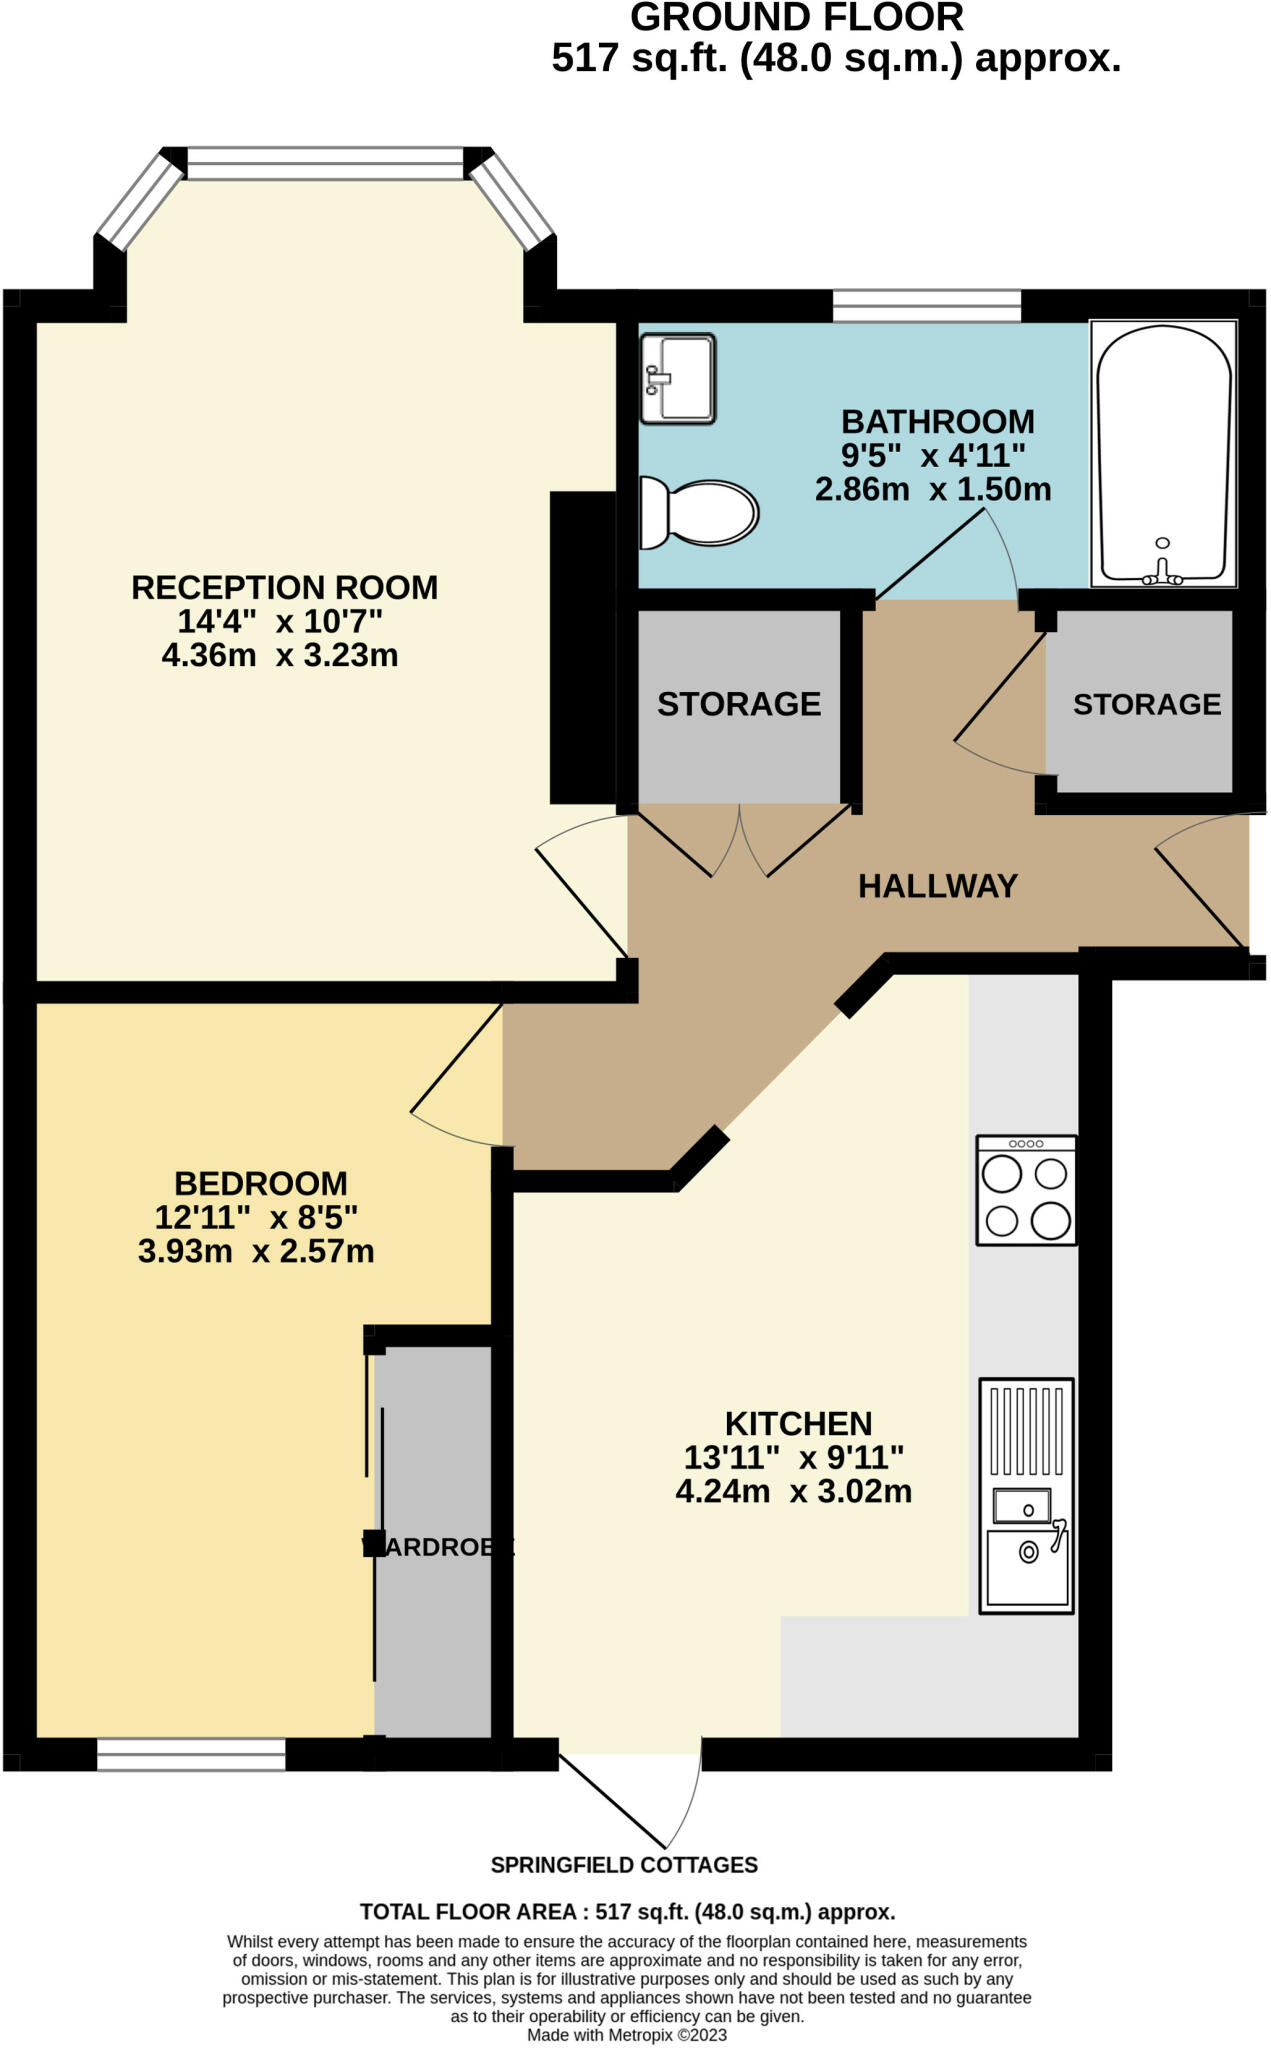 GROUND FLOOR
517 sq.ft. (48.0 sq.m.) approx.
BATHROOM
9'5" x 4'11"
2.86m x 1.50m
RECEPTION ROOM
14'4" x 10'7"
4.36m x 3.23m
STORAGE
STORAGE
HALLWAY
BEDROOM
12'11" x 8'5"
3.93m x 2.57m
KITCHEN
13'11" x 9'11"
4.24m x 3.02m
WARDROBE
SPRINGFIELD COTTAGES
TOTAL FLOOR AREA : 517 sq.ft. (48.0 sq.m.) approx.
Whilst every attempt has been made to ensure the accuracy of the floorplan contained here, measurements
of doors, windows, rooms and any other items are approximate and no responsibility is taken for any error,
omission or mis-statement. This plan is for illustrative purposes only and should be used as such by any
prospective purchaser. The services, systems and appliances shown have not been tested and no guarantee
as to their operability or efficiency can be given.
Made with Metropix ©2023